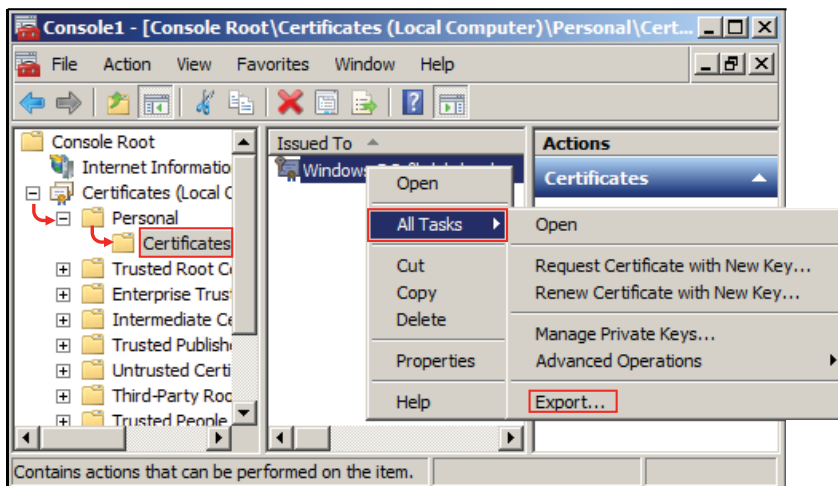 Console1 - [Console Root\Certificates (Local Computer)\Personal\Cert...
File Action View Favorites Window Help
Console Root
Internet Informatio
Certificates (Local C
Personal
Certificates
Trusted Root Ce
Enterprise Trus
Intermediate Ce
Trusted Publish
Untrusted Certi
Third-Party Roo
Trusted People
Issued To
Windows
Actions
Certificates
Open
All Tasks
Cut
Copy
Delete
Properties
Help
Open
Request Certificate with New Key...
Renew Certificate with New Key...
Manage Private Keys...
Advanced Operations
Export...
Contains actions that can be performed on the item.